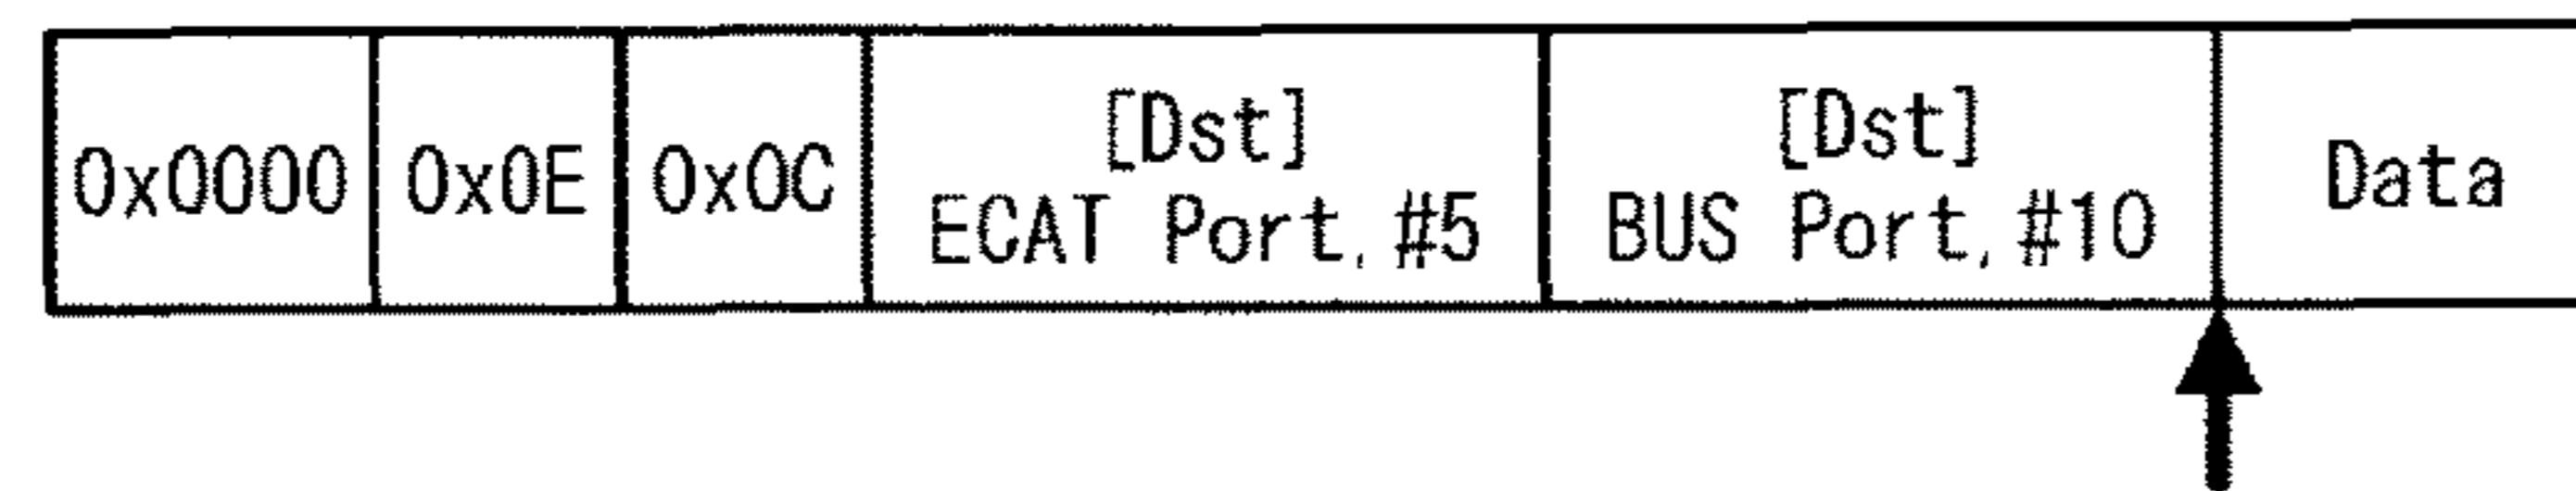 0x0000 0x0E 0x0C [Dst] ECAT Port, #5 [Dst] BUS Port, #10 Data